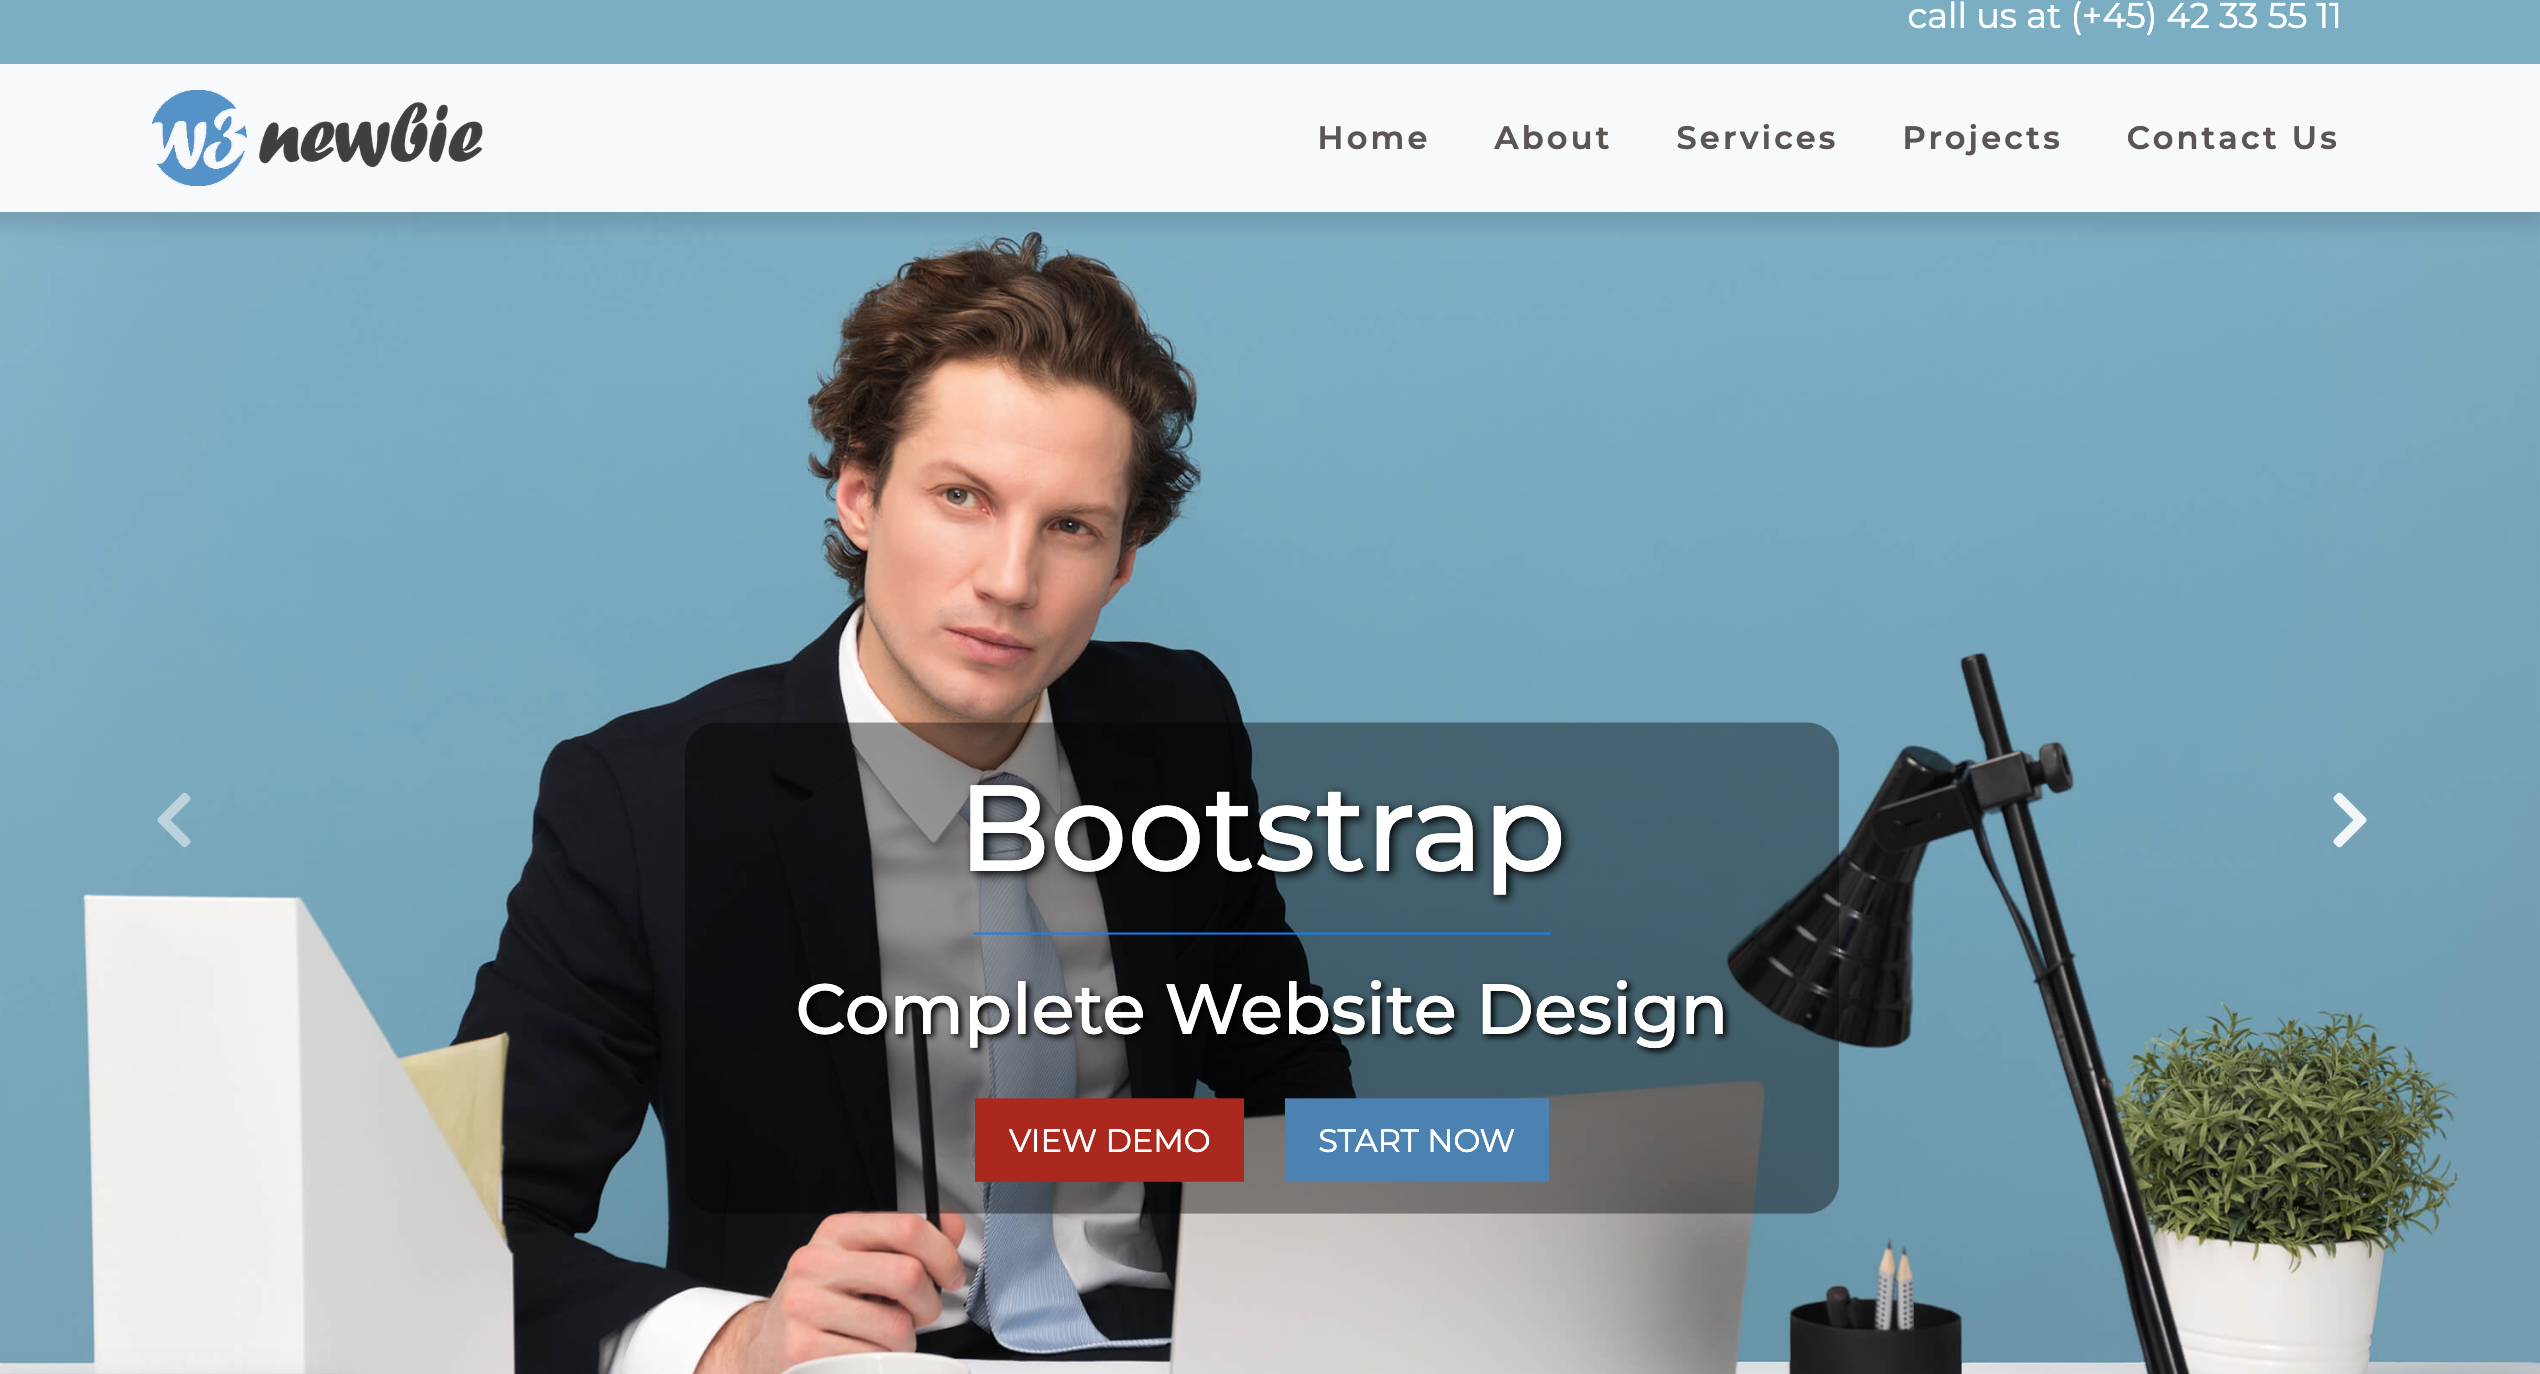 call us at (+45) 42 33 55 11
W3 newbie
Home About Services Projects Contact Us
Bootstrap
Complete Website Design
VIEW DEMO START NOW